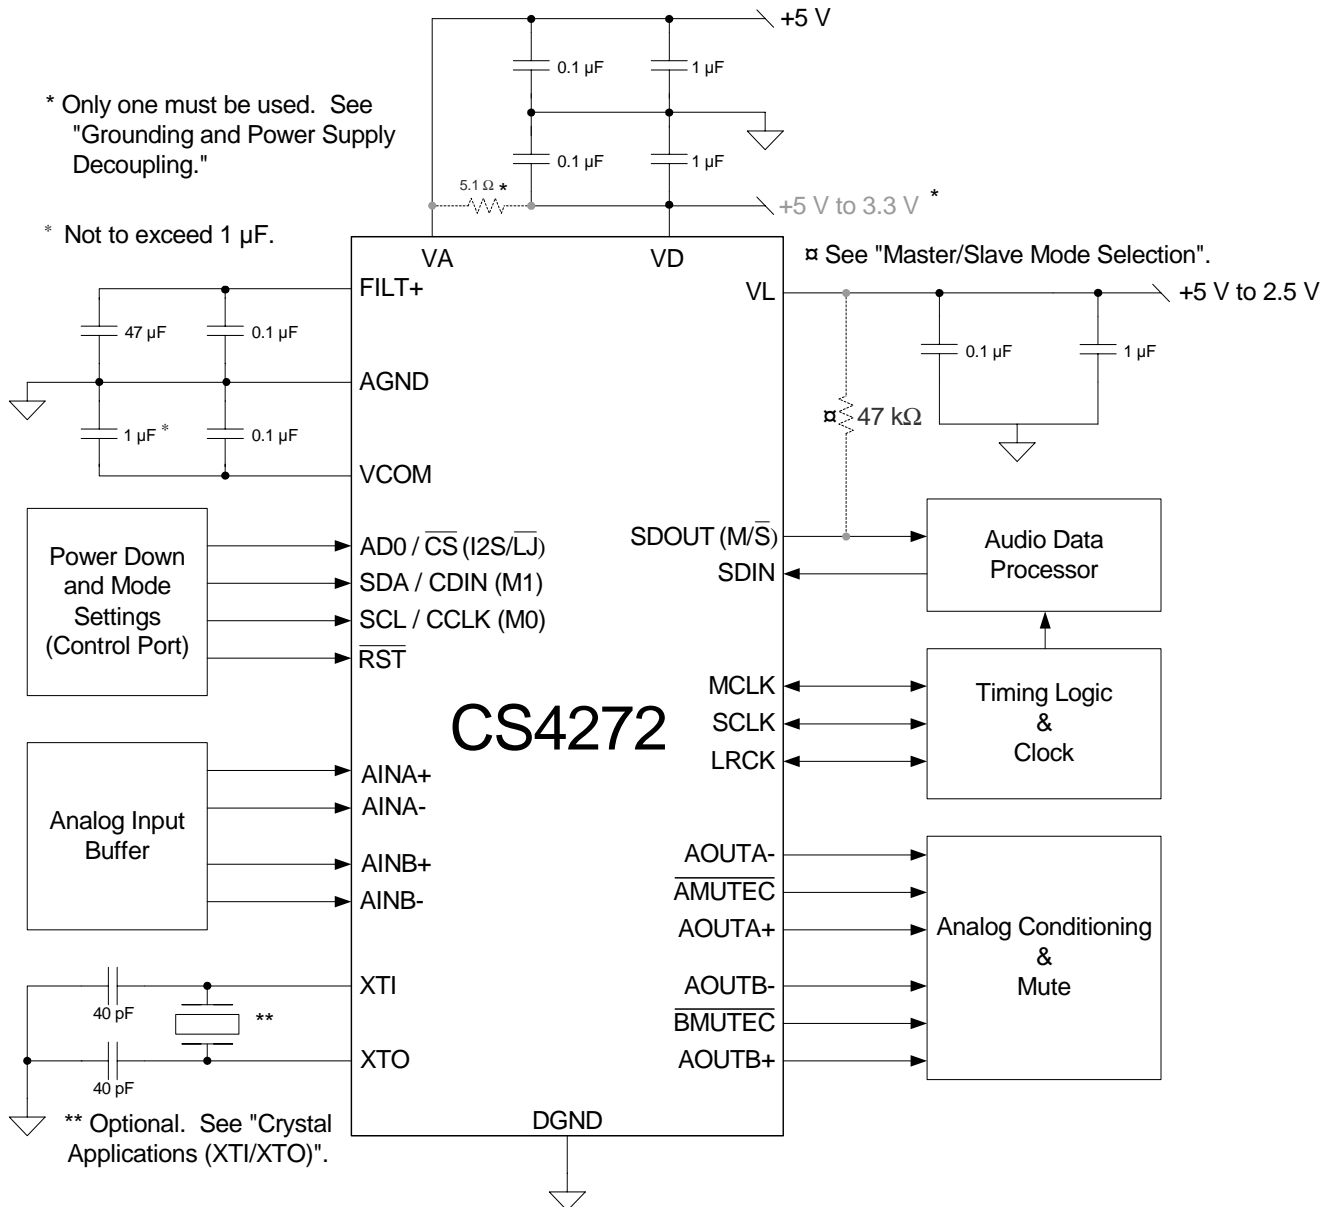 +5 V
0.1 µF
1 µF
* Only one must be used. See
"Grounding and Power Supply
Decoupling."
0.1 µF
1 µF
5.1 Ω *
+5 V to 3.3 V *
* Not to exceed 1 µF.
VA
VD
¤ See "Master/Slave Mode Selection".
FILT+
VL
+5 V to 2.5 V
47 µF
0.1 µF
0.1 µF
1 µF
AGND
¤ 47 kΩ
1 µF *
0.1 µF
VCOM
Power Down
and Mode
Settings
(Control Port)
AD0 / C̅S̅ (I2S/L̅J̅)
SDA / CDIN (M1)
SCL / CCLK (M0)
R̅S̅T̅
SDOUT (M/S̅)
SDIN
Audio Data
Processor
CS4272
MCLK
SCLK
LRCK
Timing Logic
&
Clock
Analog Input
Buffer
AINA+
AINA-
AINB+
AINB-
AOUTA-
A̅M̅U̅T̅E̅C̅
AOUTA+
AOUTB-
B̅M̅U̅T̅E̅C̅
AOUTB+
Analog Conditioning
&
Mute
XTI
40 pF
**
XTO
40 pF
** Optional. See "Crystal
Applications (XTI/XTO)".
DGND